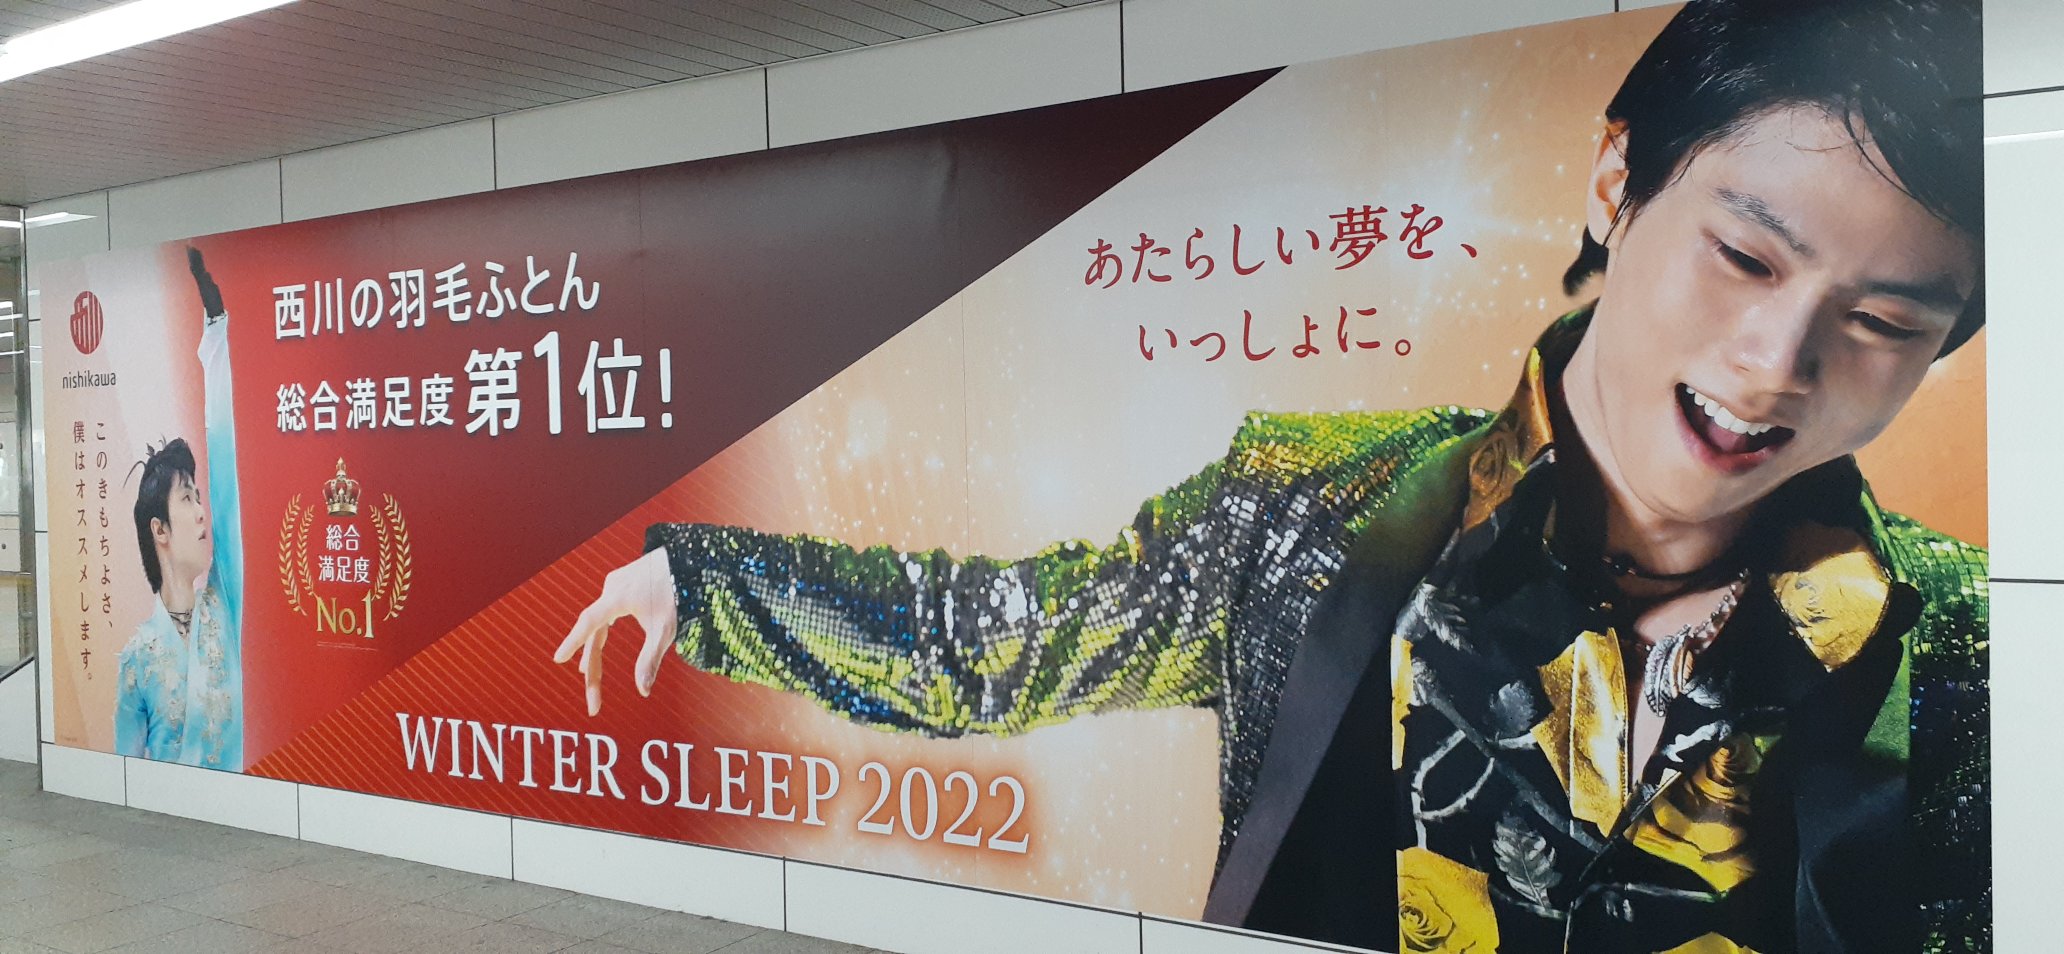 nishikawa
このきもちよさ、
僕はオススメします。
西川の羽毛ふとん
総合満足度第1位!
総合
満足度
No.1
WINTER SLEEP 2022
あたらしい夢を、
いっしょに。